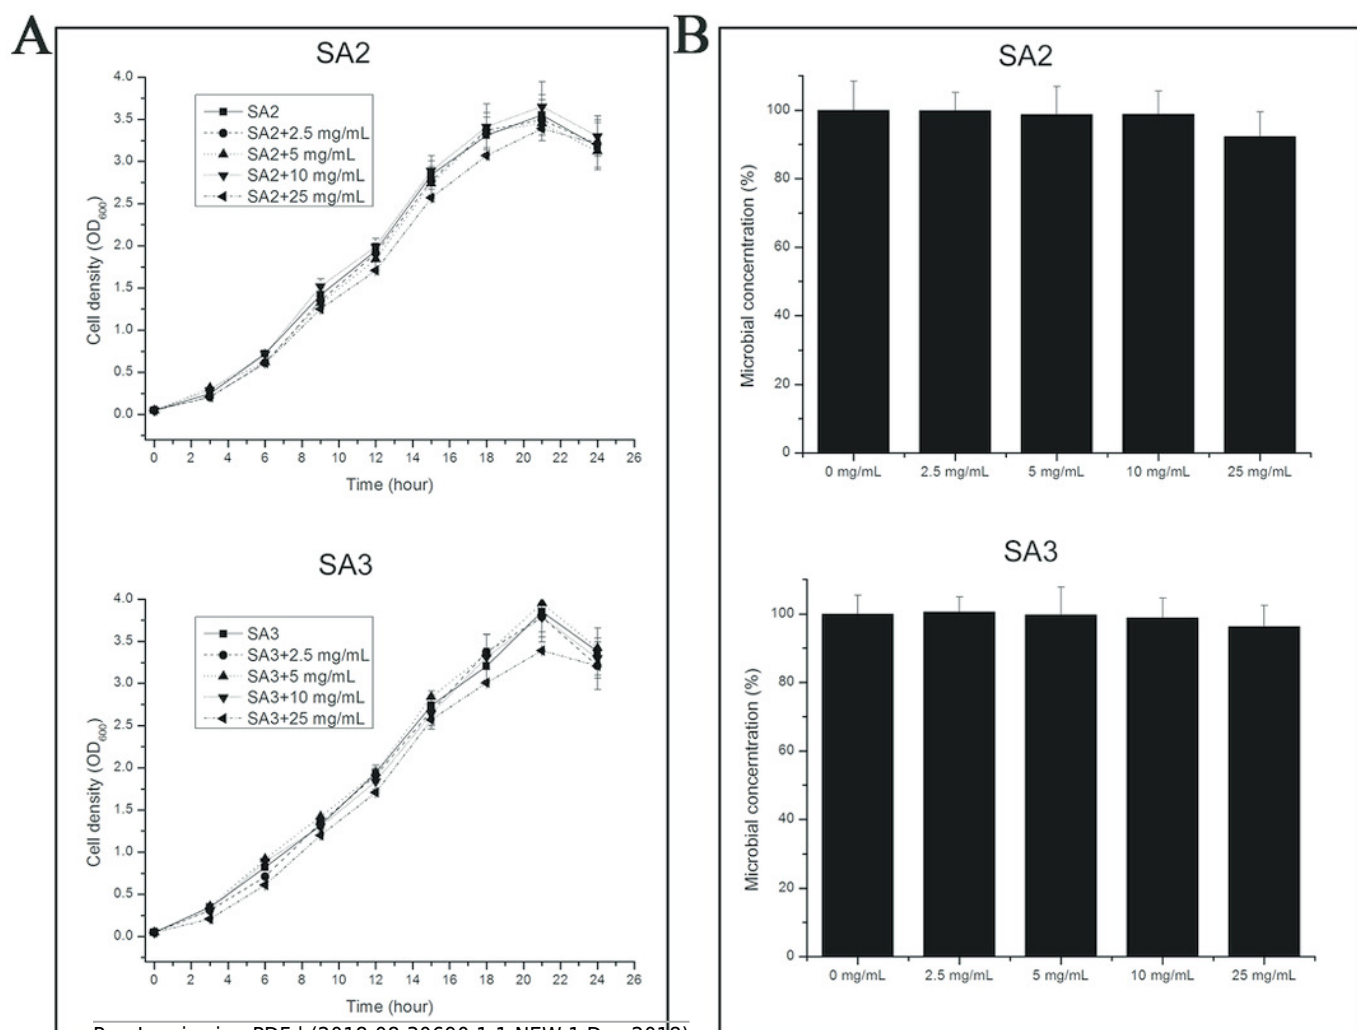 A
SA2
4.0
3.5
3.0
2.5
2.0
1.5
1.0
0.5
0.0
Cell density (OD600)
SA2
SA2+2.5 mg/mL
SA2+5 mg/mL
SA2+10 mg/mL
SA2+25 mg/mL
0 2 4 6 8 10 12 14 16 18 20 22 24 26
Time (hour)
SA3
4.0
3.5
3.0
2.5
2.0
1.5
1.0
0.5
0.0
Cell density (OD600)
SA3
SA3+2.5 mg/mL
SA3+5 mg/mL
SA3+10 mg/mL
SA3+25 mg/mL
0 2 4 6 8 10 12 14 16 18 20 22 24 26
Time (hour)
B
SA2
100
80
60
40
20
0
Microbial concerntration (%)
0 mg/mL 2.5 mg/mL 5 mg/mL 10 mg/mL 25 mg/mL
SA3
100
80
60
40
20
0
Microbial concerntration (%)
0 mg/mL 2.5 mg/mL 5 mg/mL 10 mg/mL 25 mg/mL